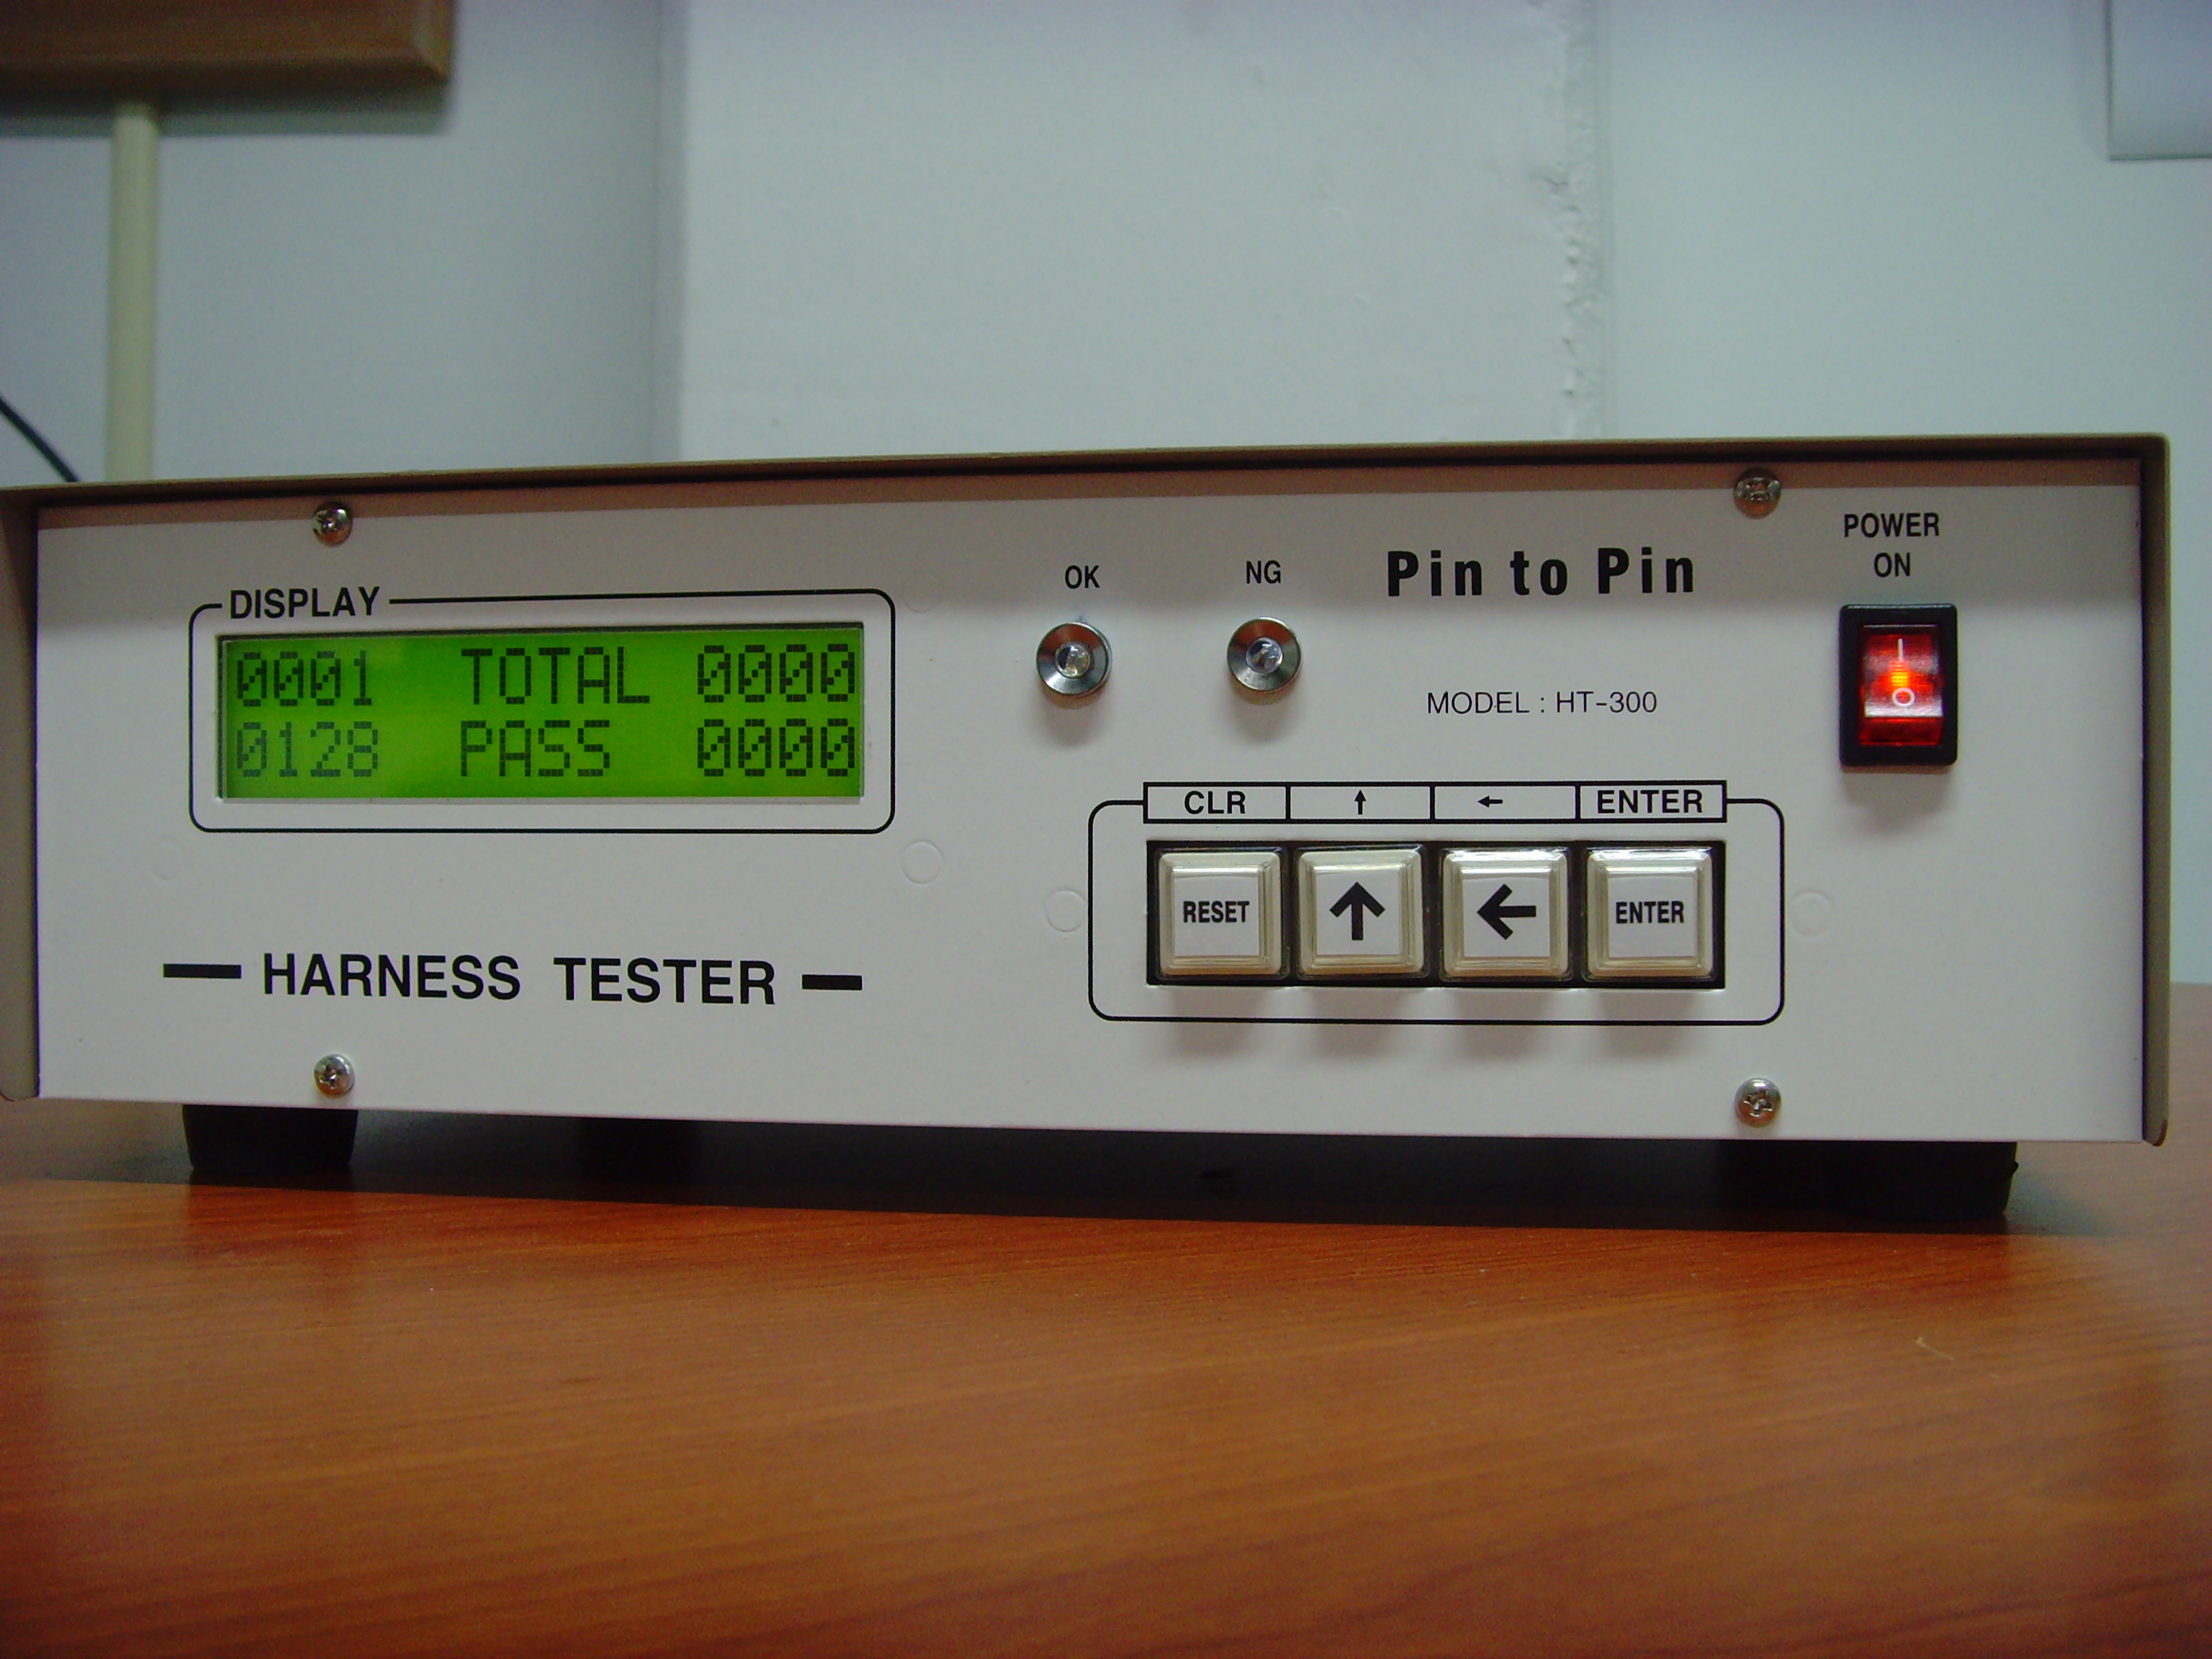 DISPLAY
0001 TOTAL 0000
0128 PASS 0000
HARNESS TESTER
OK
NG
Pin to Pin
MODEL : HT-300
POWER
ON
CLR ↑ ← ENTER
RESET ↑ ← ENTER